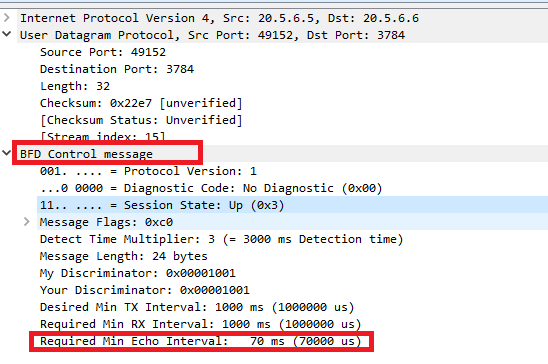 Internet Protocol Version 4, Src: 20.5.6.5, Dst: 20.5.6.6
User Datagram Protocol, Src Port: 49152, Dst Port: 3784
Source Port: 49152
Destination Port: 3784
Length: 32
Checksum: 0x22e7 [unverified]
[Checksum Status: Unverified]
[Stream index: 15]
BFD Control message
001. .... = Protocol Version: 1
...0 0000 = Diagnostic Code: No Diagnostic (0x00)
11.. .... = Session State: Up (0x3)
Message Flags: 0xc0
Detect Time Multiplier: 3 (= 3000 ms Detection time)
Message Length: 24 bytes
My Discriminator: 0x00001001
Your Discriminator: 0x00001001
Desired Min TX Interval: 1000 ms (1000000 us)
Required Min RX Interval: 1000 ms (1000000 us)
Required Min Echo Interval:   70 ms (70000 us)